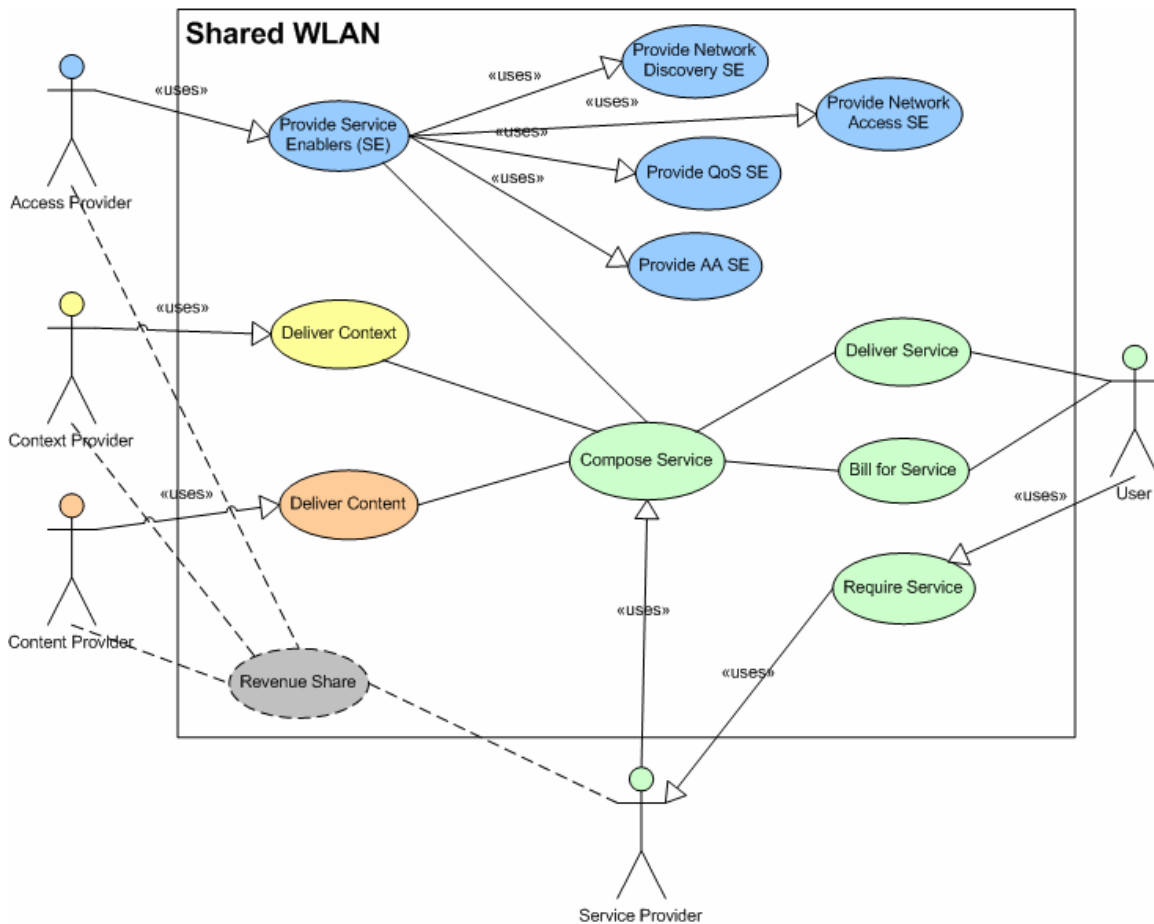 Shared WLAN
Provide Network
Discovery SE
«uses»
«uses»
«uses»
Provide Network
Access SE
Provide Service
Enablers (SE)
«uses»
Provide QoS SE
«uses»
Access Provider
Provide AA SE
«uses»
Deliver Context
Deliver Service
Context Provider
Compose Service
Bill for Service
User
«uses»
Deliver Content
«uses»
Require Service
«uses»
Content Provider
Revenue Share
«uses»
Service Provider